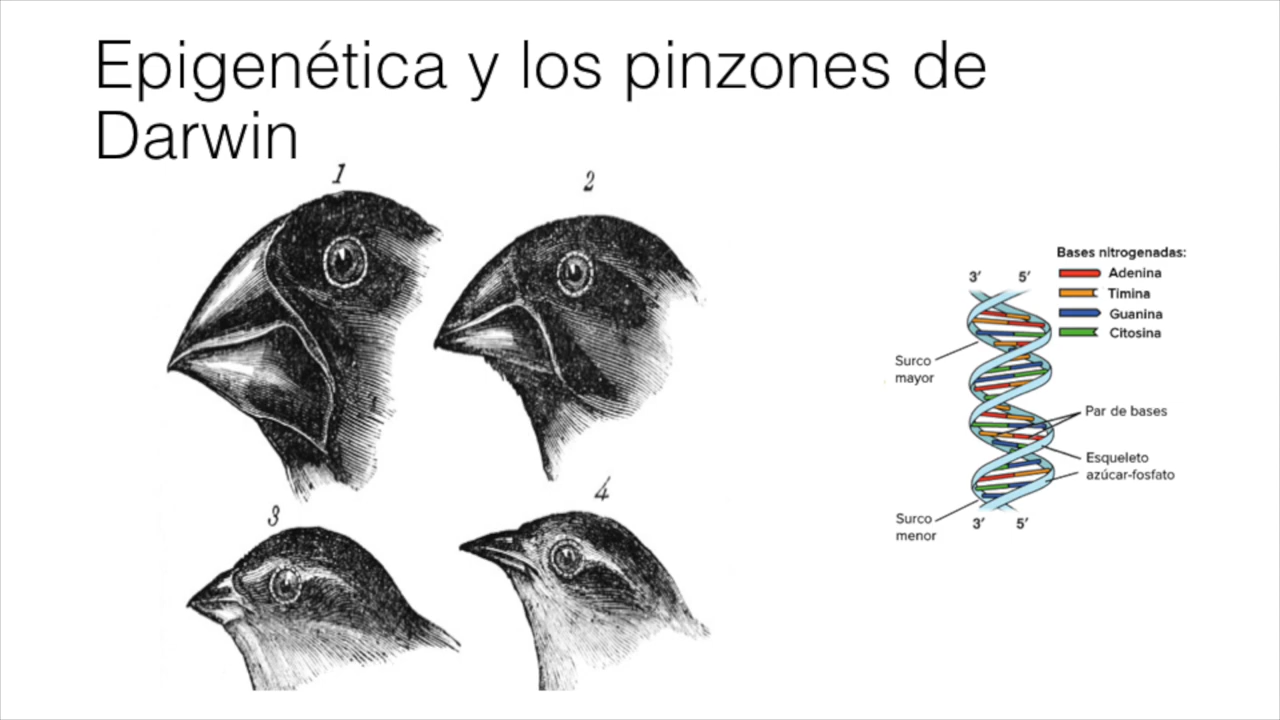 Epigenética y los pinzones de
Darwin
1
2
3
4
Bases nitrogenadas:
Adenina
Timina
Guanina
Citosina
3′ 5′
Surco
mayor
Par de bases
Esqueleto
azúcar-fosfato
Surco
menor
3′ 5′